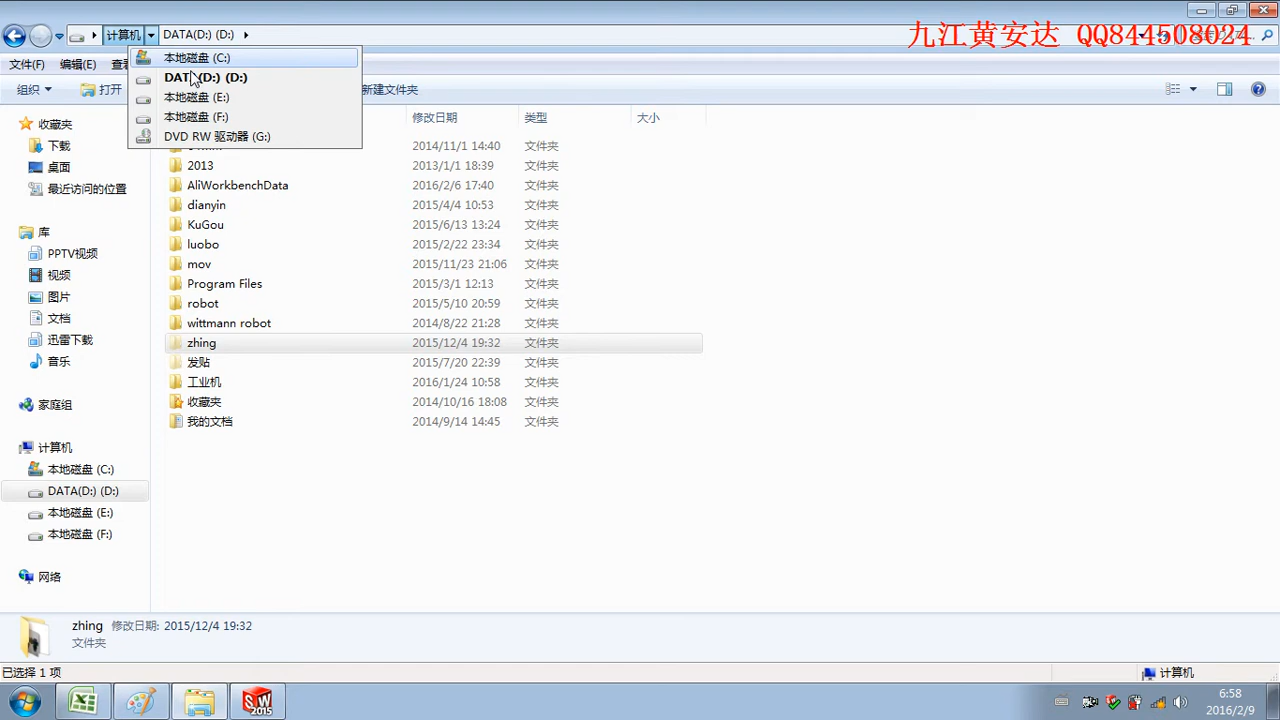 计算机 DATA(D:) (D:)
九江黄安达 QQ844508024
文件(F) 编辑(E)
本地磁盘 (C:)
(D:) (D:)
本地磁盘 (E:)
本地磁盘 (F:)
DVD RW 驱动器 (G:)
组织 打开 新建文件夹
收藏夹
下载
桌面
最近访问的位置
库
PPTV视频
视频
图片
文档
迅雷下载
音乐
家庭组
计算机
本地磁盘 (C:)
DATA(D:) (D:)
本地磁盘 (E:)
本地磁盘 (F:)
网络
修改日期 类型 大小
2014/11/1 14:40 文件夹
2013 2013/1/1 18:39 文件夹
AliWorkbenchData 2016/2/6 17:40 文件夹
dianyin 2015/4/4 10:53 文件夹
KuGou 2015/6/13 13:24 文件夹
luobo 2015/2/22 23:34 文件夹
mov 2015/11/23 21:06 文件夹
Program Files 2015/3/1 12:13 文件夹
robot 2015/5/10 20:59 文件夹
wittmann robot 2014/8/22 21:28 文件夹
zhing 2015/12/4 19:32 文件夹
发贴 2015/7/20 22:39 文件夹
工业机 2016/1/24 10:58 文件夹
收藏夹 2014/10/16 18:08 文件夹
我的文档 2014/9/14 14:45 文件夹
zhing 修改日期: 2015/12/4 19:32
文件夹
已选择 1 项 计算机
SW
2015
6:58
2016/2/9